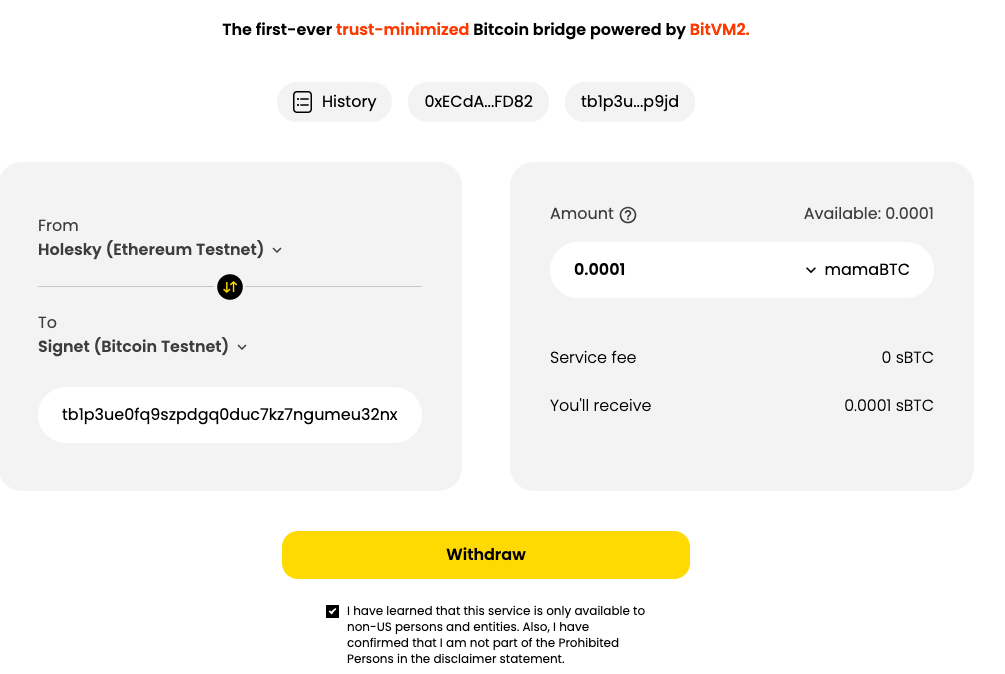 The first-ever trust-minimized Bitcoin bridge powered by BitVM2.
History
0xECdA...FD82
tb1p3u...p9jd
From
Holesky (Ethereum Testnet)
To
Signet (Bitcoin Testnet)
tb1p3ue0fq9szpdgq0duc7kz7ngumeu32nx
Amount
Available: 0.0001
0.0001
mamaBTC
Service fee
0 sBTC
You'll receive
0.0001 sBTC
Withdraw
I have learned that this service is only available to
non-US persons and entities. Also, I have
confirmed that I am not part of the Prohibited
Persons in the disclaimer statement.